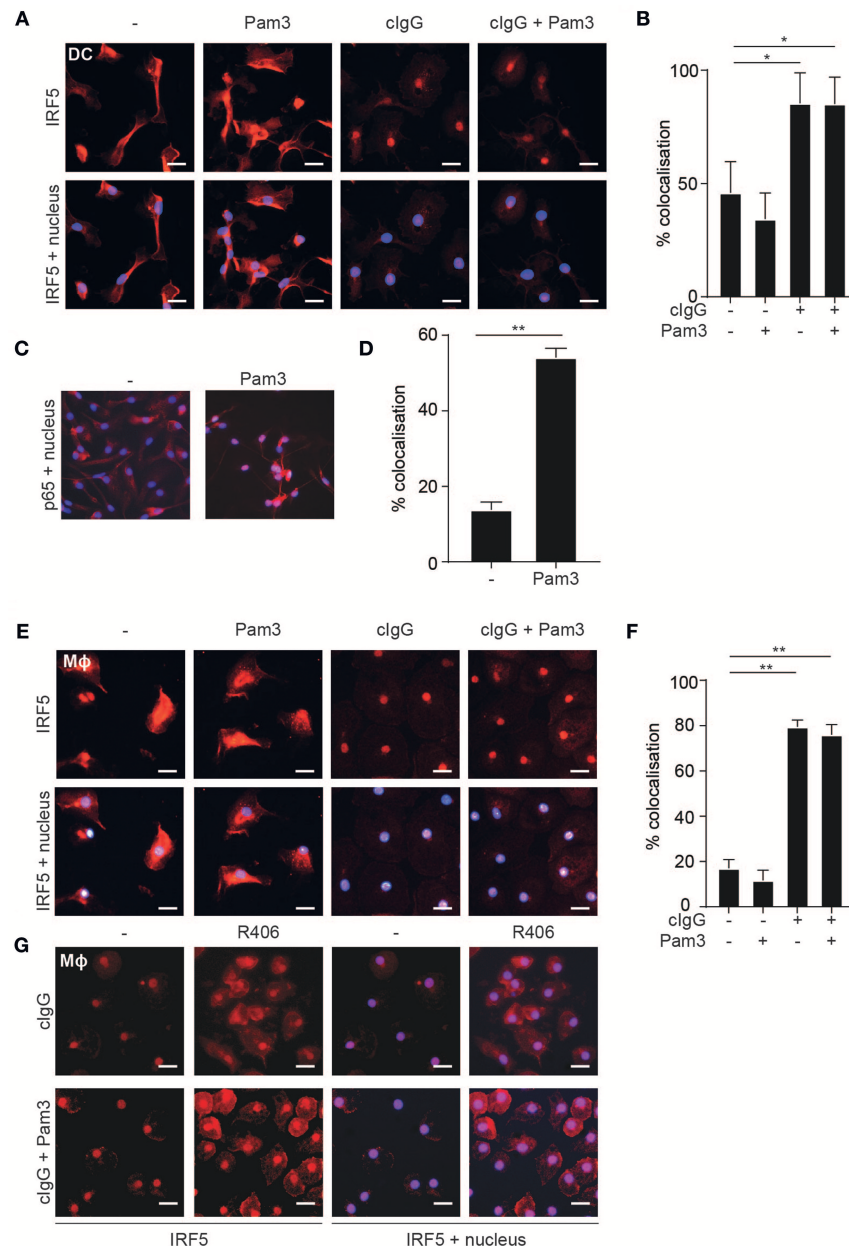 A
- Pam3 cIgG cIgG + Pam3
DC
IRF5
IRF5 + nucleus
B
*
*
100
50
0
% colocalisation
cIgG - - + +
Pam3 - + - +
C
- Pam3
p65 + nucleus
D
**
60
40
20
0
% colocalisation
- Pam3
E
- Pam3 cIgG cIgG + Pam3
Mϕ
IRF5
IRF5 + nucleus
F
**
**
100
80
60
40
20
0
% colocalisation
cIgG - - + +
Pam3 - + - +
G
- R406 - R406
Mϕ
cIgG
cIgG + Pam3
IRF5 IRF5 + nucleus